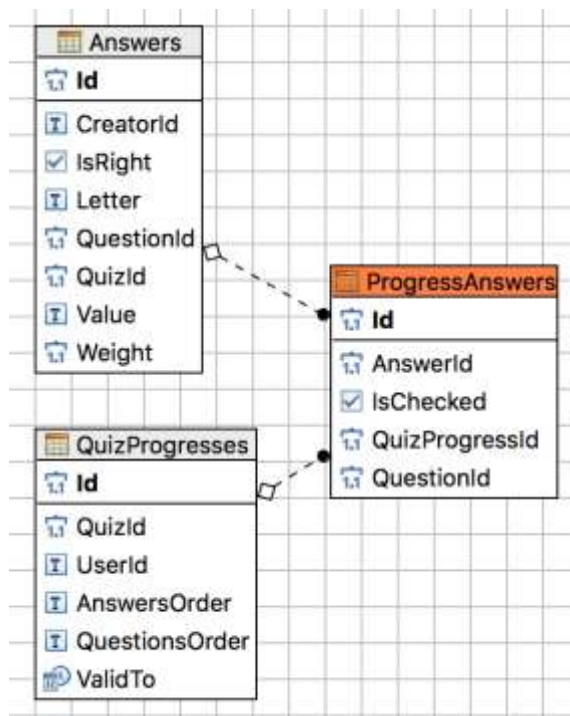 Answers
Id
CreatorId
IsRight
Letter
QuestionId
QuizId
Value
Weight
ProgressAnswers
Id
AnswerId
IsChecked
QuizProgressId
QuestionId
QuizProgresses
Id
QuizId
UserId
AnswersOrder
QuestionsOrder
ValidTo